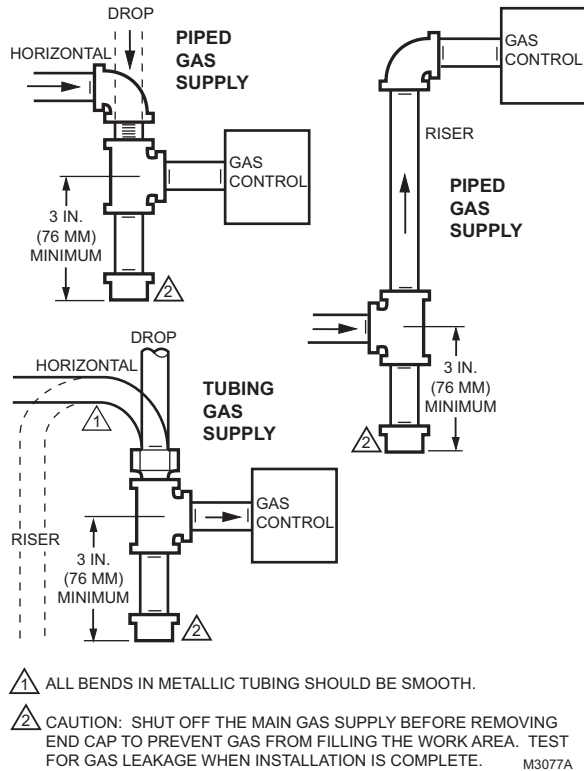 DROP
HORIZONTAL
PIPED
GAS
SUPPLY
GAS
CONTROL
3 IN.
(76 MM)
MINIMUM
2
GAS
CONTROL
RISER
PIPED
GAS
SUPPLY
3 IN.
(76 MM)
MINIMUM
2
DROP
HORIZONTAL
1
TUBING
GAS
SUPPLY
GAS
CONTROL
RISER
3 IN.
(76 MM)
MINIMUM
2
1 ALL BENDS IN METALLIC TUBING SHOULD BE SMOOTH.
2 CAUTION: SHUT OFF THE MAIN GAS SUPPLY BEFORE REMOVING
END CAP TO PREVENT GAS FROM FILLING THE WORK AREA. TEST
FOR GAS LEAKAGE WHEN INSTALLATION IS COMPLETE.
M3077A